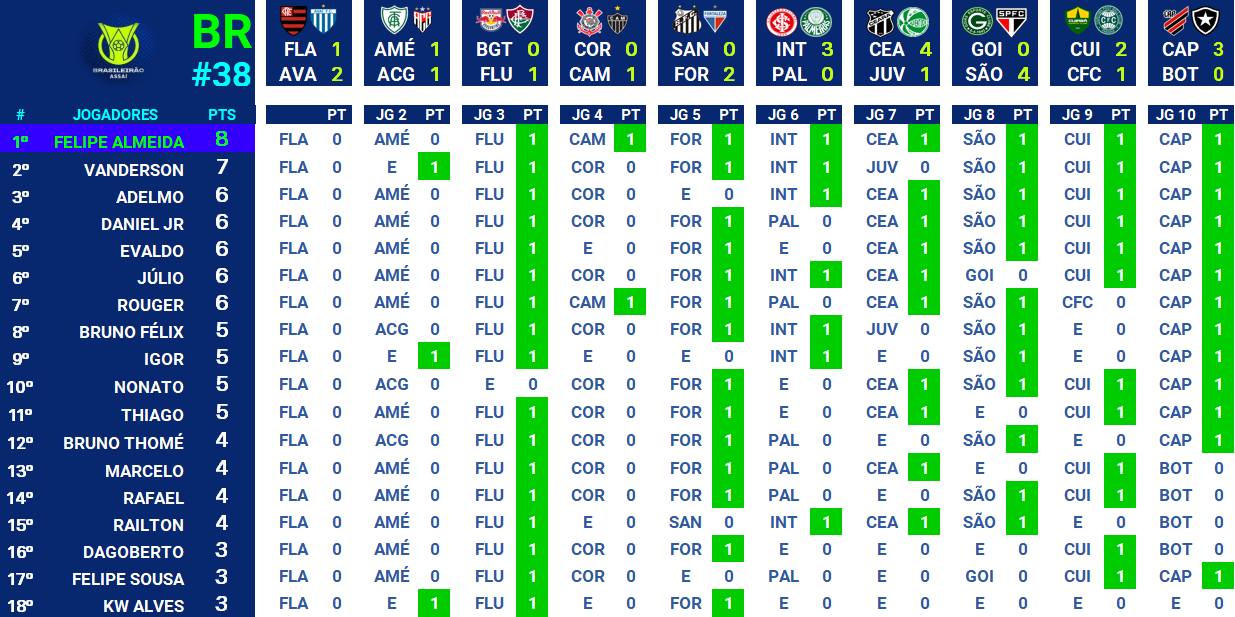 BR
#38
BRASILEIRÃO
ASSAÍ
FLA 1 AMÉ 1 BGT 0 COR 0 SAN 0 INT 3 CEA 4 GOI 0 CUI 2 CAP 3
AVA 2 ACG 1 FLU 1 CAM 1 FOR 2 PAL 0 JUV 1 SÃO 4 CFC 1 BOT 0
# JOGADORES PTS PT JG 2 PT JG 3 PT JG 4 PT JG 5 PT JG 6 PT JG 7 PT JG 8 PT JG 9 PT JG 10 PT
1º FELIPE ALMEIDA 8 FLA 0 AMÉ 0 FLU 1 CAM 1 FOR 1 INT 1 CEA 1 SÃO 1 CUI 1 CAP 1
2º VANDERSON 7 FLA 0 E 1 FLU 1 COR 0 FOR 1 INT 1 JUV 0 SÃO 1 CUI 1 CAP 1
3º ADELMO 6 FLA 0 AMÉ 0 FLU 1 COR 0 E 0 INT 1 CEA 1 SÃO 1 CUI 1 CAP 1
4º DANIEL JR 6 FLA 0 AMÉ 0 FLU 1 COR 0 FOR 1 PAL 0 CEA 1 SÃO 1 CUI 1 CAP 1
5º EVALDO 6 FLA 0 AMÉ 0 FLU 1 E 0 FOR 1 E 0 CEA 1 SÃO 1 CUI 1 CAP 1
6º JÚLIO 6 FLA 0 AMÉ 0 FLU 1 COR 0 FOR 1 INT 1 CEA 1 GOI 0 CUI 1 CAP 1
7º ROUGER 6 FLA 0 AMÉ 0 FLU 1 CAM 1 FOR 1 PAL 0 CEA 1 SÃO 1 CFC 0 CAP 1
8º BRUNO FÉLIX 5 FLA 0 ACG 0 FLU 1 COR 0 FOR 1 INT 1 JUV 0 SÃO 1 E 0 CAP 1
9º IGOR 5 FLA 0 E 1 FLU 1 E 0 E 0 INT 1 E 0 SÃO 1 E 0 CAP 1
10º NONATO 5 FLA 0 ACG 0 E 0 COR 0 FOR 1 E 0 CEA 1 SÃO 1 CUI 1 CAP 1
11º THIAGO 5 FLA 0 AMÉ 0 FLU 1 COR 0 FOR 1 E 0 CEA 1 E 0 CUI 1 CAP 1
12º BRUNO THOMÉ 4 FLA 0 ACG 0 FLU 1 COR 0 FOR 1 PAL 0 E 0 SÃO 1 E 0 CAP 1
13º MARCELO 4 FLA 0 AMÉ 0 FLU 1 COR 0 FOR 1 PAL 0 CEA 1 E 0 CUI 1 BOT 0
14º RAFAEL 4 FLA 0 AMÉ 0 FLU 1 COR 0 FOR 1 PAL 0 E 0 SÃO 1 CUI 1 BOT 0
15º RAILTON 4 FLA 0 AMÉ 0 FLU 1 E 0 SAN 0 INT 1 CEA 1 SÃO 1 E 0 BOT 0
16º DAGOBERTO 3 FLA 0 AMÉ 0 FLU 1 COR 0 FOR 1 E 0 E 0 E 0 CUI 1 BOT 0
17º FELIPE SOUSA 3 FLA 0 AMÉ 0 FLU 1 COR 0 E 0 PAL 0 E 0 GOI 0 CUI 1 CAP 1
18º KW ALVES 3 FLA 0 E 1 FLU 1 E 0 FOR 1 E 0 E 0 E 0 E 0 E 0